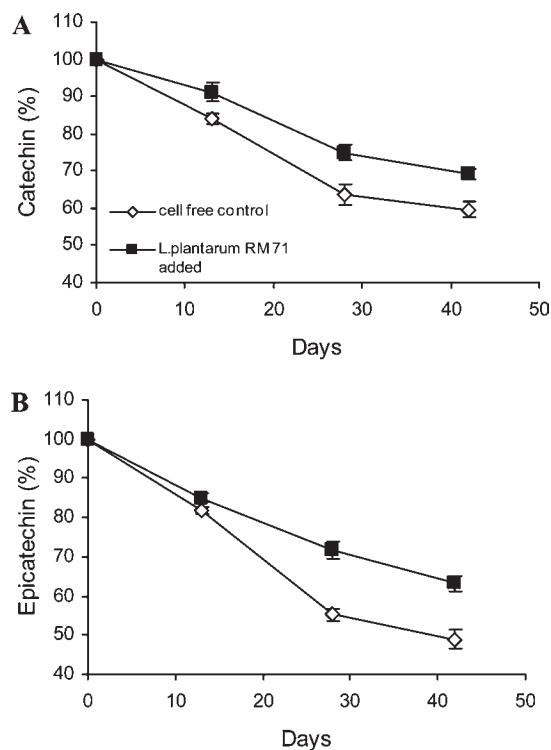 A
110
100
90
80
70
60
50
40
Catechin (%)
cell free control
L.plantarum RM71
added
0 10 20 30 40 50
Days
B
110
100
90
80
70
60
50
40
Epicatechin (%)
0 10 20 30 40 50
Days